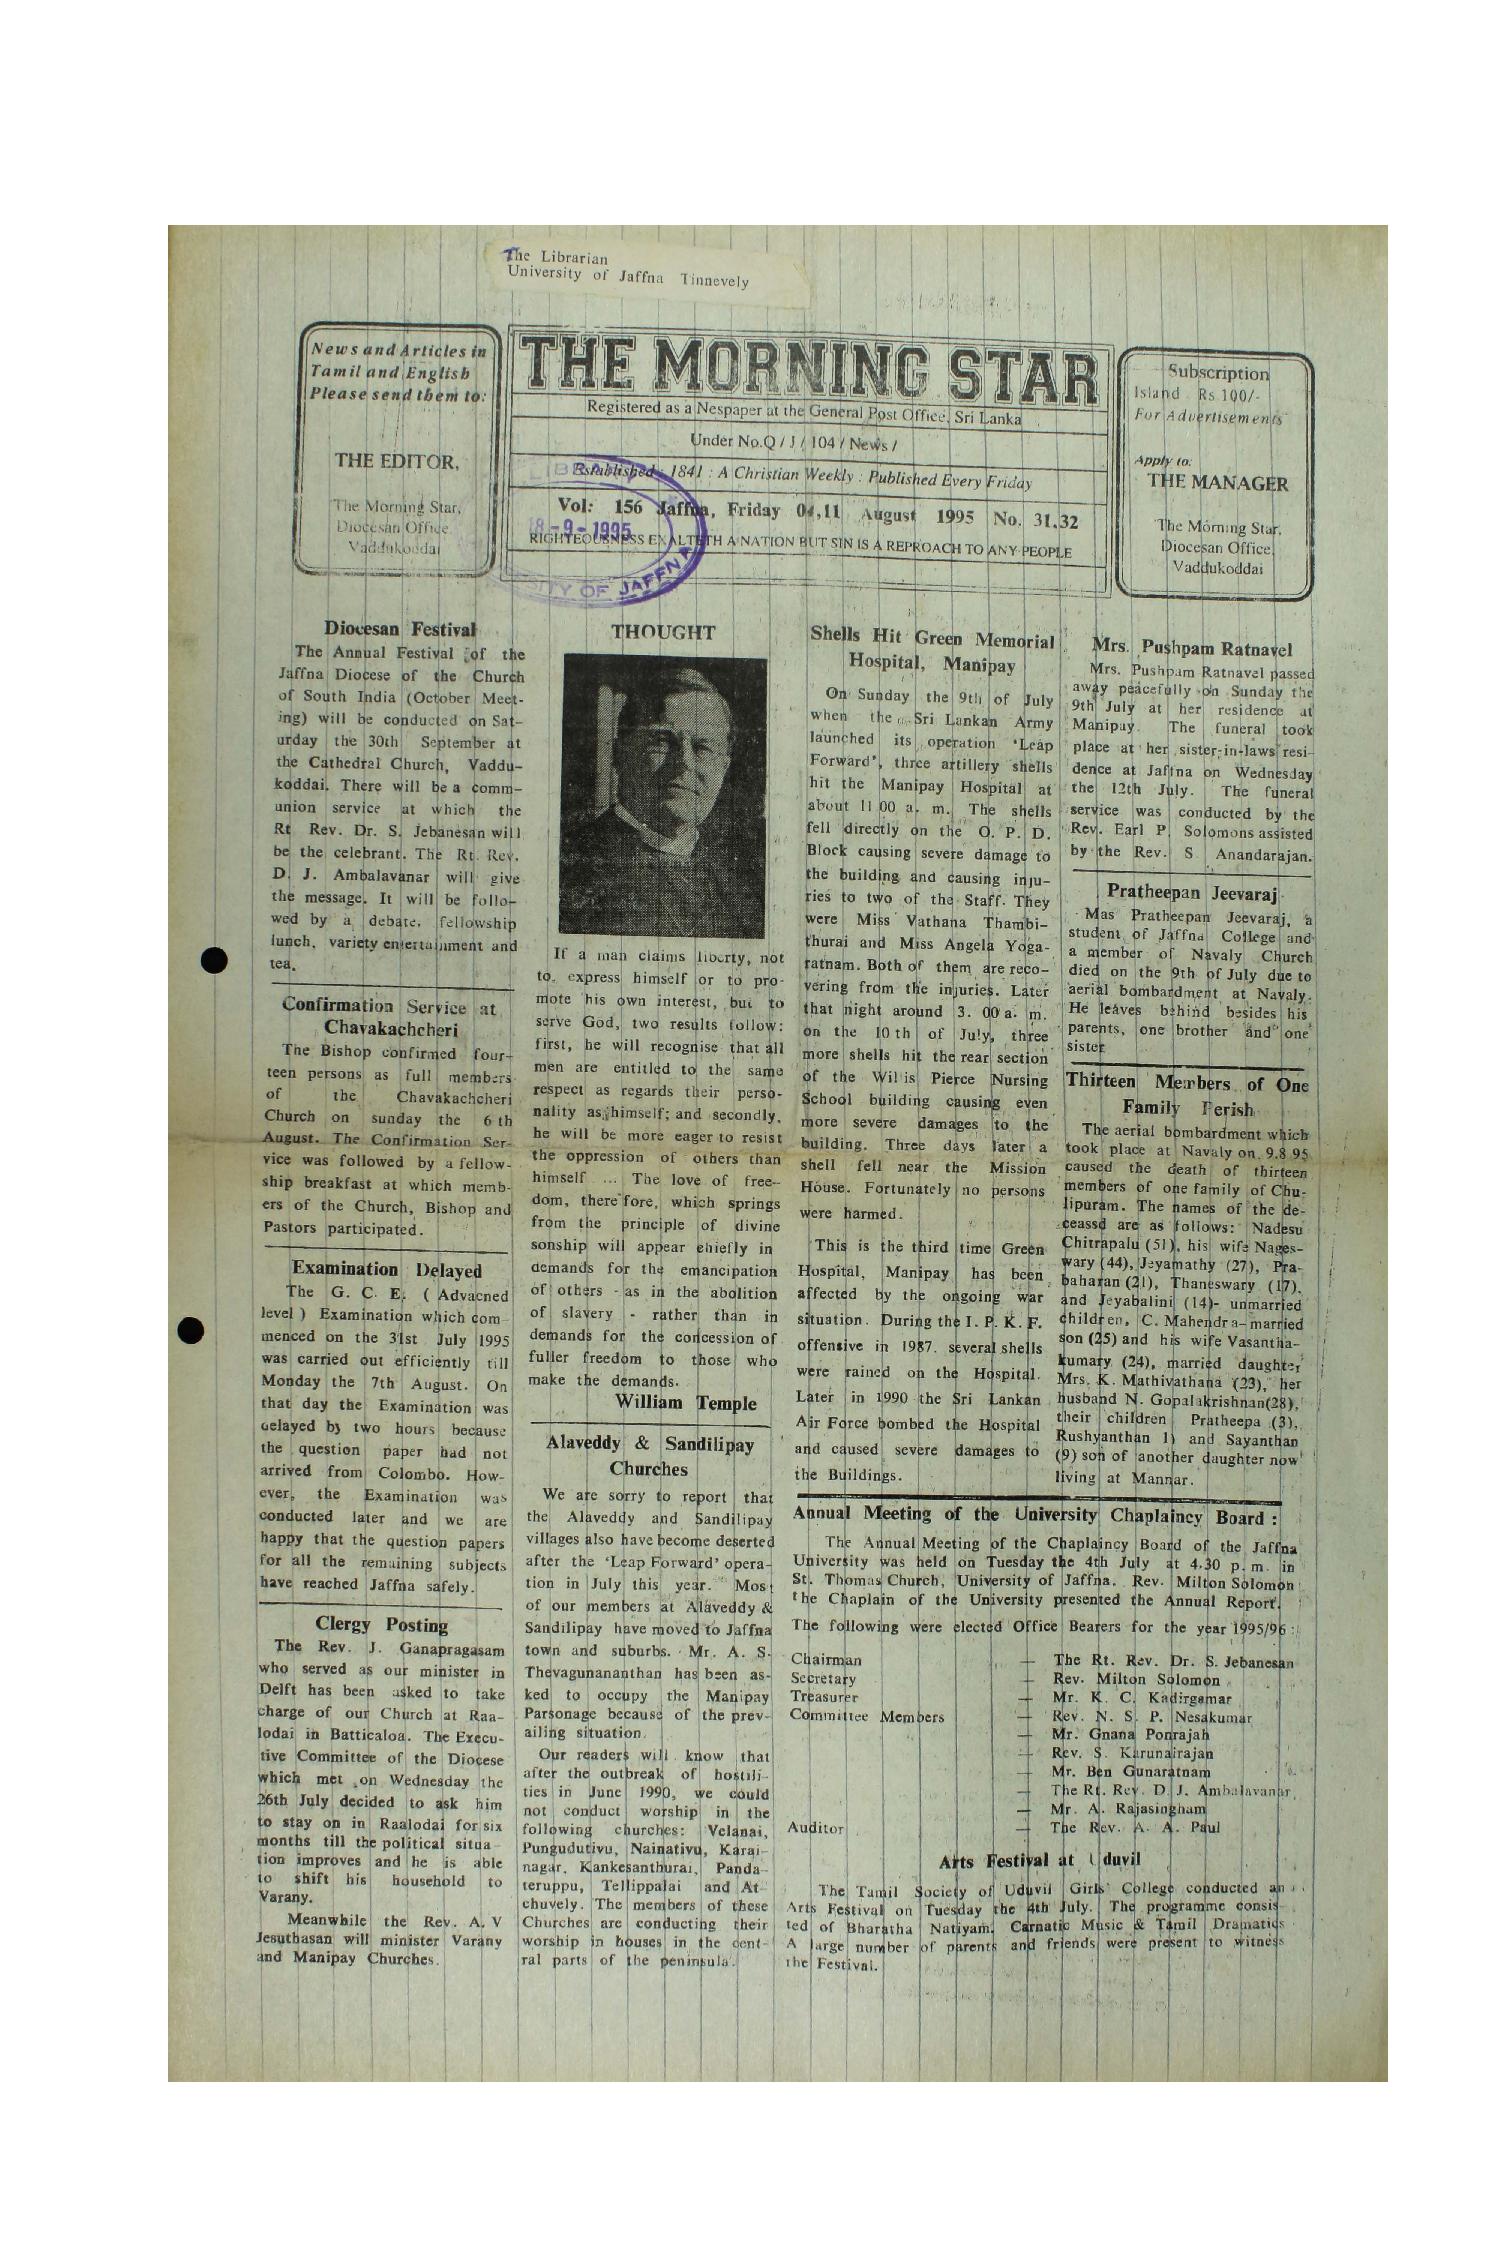 The Librarian
University of Jaffna Tinnevely
News and Articles in
Tamil and English
Please send them to:
THE EDITOR,
The Morning Star,
Diocesan Office
Vaddukoddai
THE MORNING STAR
Registered as a Nespaper at the General Post Office, Sri Lanka
Under No.Q / J / 104 / News /
Established : 1841 : A Christian Weekly : Published Every Friday
Vol: 156 Jaffna, Friday 04,11 August 1995 No. 31,32
RIGHTEOUSNESS EXALTETH A NATION BUT SIN IS A REPROACH TO ANY PEOPLE
8-9-1995
SITY OF JAFFNA
Subscription
Island Rs 100/-
For Advertisements
Apply to:
THE MANAGER
The Morning Star,
Diocesan Office,
Vaddukoddai
Diocesan Festival
The Annual Festival of the
Jaffna Diocese of the Church
of South India (October Meet-
ing) will be conducted on Sat-
urday the 30th September at
the Cathedral Church, Vaddu-
koddai. There will be a comm-
union service at which the
Rt Rev. Dr. S. Jebanesan will
be the celebrant. The Rt. Rev.
D. J. Ambalavanar will give
the message. It will be follo-
wed by a debate, fellowship
lunch, variety entertainment and
tea.
Confirmation Service at
Chavakachcheri
The Bishop confirmed four-
teen persons as full members
of the Chavakachcheri
Church on sunday the 6 th
August. The Confirmation Ser-
vice was followed by a fellow-
ship breakfast at which memb-
ers of the Church, Bishop and
Pastors participated.
Examination Delayed
The G. C. E. ( Advacned
level ) Examination which com-
menced on the 31st July 1995
was carried out efficiently till
Monday the 7th August. On
that day the Examination was
delayed by two hours because
the question paper had not
arrived from Colombo. How-
ever, the Examination was
conducted later and we are
happy that the question papers
for all the remaining subjects
have reached Jaffna safely.
Clergy Posting
The Rev. J. Ganapragasam
who served as our minister in
Delft has been asked to take
charge of our Church at Raa-
lodai in Batticaloa. The Execu-
tive Committee of the Diocese
which met on Wednesday the
26th July decided to ask him
to stay on in Raalodai for six
months till the political situa
tion improves and he is able
to shift his household to
Varany.
Meanwhile the Rev. A. V
Jesuthasan will minister Varany
and Manipay Churches.
THOUGHT
If a man claims liberty, not
to express himself or to pro-
mote his own interest, but to
serve God, two results follow:
first, he will recognise that all
men are entitled to the same
respect as regards their perso-
nality as himself; and secondly,
he will be more eager to resist
the oppression of others than
himself ... The love of free-
dom, therefore, which springs
from the principle of divine
sonship will appear chiefly in
demands for the emancipation
of others - as in the abolition
of slavery - rather than in
demands for the concession of
fuller freedom to those who
make the demands.
William Temple
Alaveddy & Sandilipay
Churches
We are sorry to report that
the Alaveddy and Sandilipay
villages also have become deserted
after the ‘Leap Forward’ opera-
tion in July this year. Most
of our members at Alaveddy &
Sandilipay have moved to Jaffna
town and suburbs. Mr. A. S.
Thevagunananthan has been as-
ked to occupy the Manipay
Parsonage because of the prev-
ailing situation.
Our readers will know that
after the outbreak of hostili-
ties in June 1990, we could
not conduct worship in the
following churches: Velanai,
Pungudutivu, Nainativu, Karai-
nagar, Kankesanthurai, Panda-
teruppu, Tellippalai and At-
chuvely. The members of these
Churches are conducting their
worship in houses in the cent-
ral parts of the peninsula.
Shells Hit Green Memorial
Hospital, Manipay
On Sunday the 9th of July
when the Sri Lankan Army
launched its operation ‘Leap
Forward’, three artillery shells
hit the Manipay Hospital at
about 11 00 a. m. The shells
fell directly on the O. P. D.
Block causing severe damage to
the building and causing inju-
ries to two of the Staff. They
were Miss Vathana Thambi-
thurai and Miss Angela Yoga-
ratnam. Both of them are reco-
vering from the injuries. Later
that night around 3. 00 a. m.
on the 10 th of July, three
more shells hit the rear section
of the Willis Pierce Nursing
School building causing even
more severe damages to the
building. Three days later a
shell fell near the Mission
House. Fortunately no persons
were harmed.
This is the third time Green
Hospital, Manipay has been
affected by the ongoing war
situation. During the I. P. K. F.
offensive in 1987. several shells
were rained on the Hospital.
Later in 1990 the Sri Lankan
Air Force bombed the Hospital
and caused severe damages to
the Buildings.
Mrs. Pushpam Ratnavel
Mrs. Pushpam Ratnavel passed
away peacefully on Sunday the
9th July at her residence at
Manipay. The funeral took
place at her sister-in-laws resi-
dence at Jaffna on Wednesday
the 12th July. The funeral
service was conducted by the
Rev. Earl P. Solomons assisted
by the Rev. S Anandarajan.
Pratheepan Jeevaraj
Mas Pratheepan Jeevaraj, a
student of Jaffna College and
a member of Navaly Church
died on the 9th of July due to
aerial bombardment at Navaly.
He leaves behind besides his
parents, one brother and one
sister
Thirteen Members of One
Family Perish
The aerial bombardment which
took place at Navaly on 9.8 95
caused the death of thirteen
members of one family of Chu-
lipuram. The names of the de-
ceassd are as follows: Nadesu
Chitrapalu (51), his wife Nages-
wary (44), Jeyamathy (27), Pra-
baharan (21), Thaneswary (17),
and Jeyabalini (14)- unmarried
children, C. Mahendra-married
son (25) and his wife Vasantha-
kumary (24), married daughter
Mrs. K. Mathivathana (23), her
husband N. Gopalakrishnan(28),
their children Pratheepa (3),
Rushyanthan 1) and Sayanthan
(9) son of another daughter now
living at Mannar.
Annual Meeting of the University Chaplaincy Board :
The Annual Meeting of the Chaplaincy Board of the Jaffna
University was held on Tuesday the 4th July at 4.30 p. m. in
St. Thomas Church, University of Jaffna. Rev. Milton Solomon
the Chaplain of the University presented the Annual Report.
The following were elected Office Bearers for the year 1995/96 :
Chairman — The Rt. Rev. Dr. S. Jebanesan
Secretary — Rev. Milton Solomon
Treasurer — Mr. K. C. Kadirgamar
Committee Members — Rev. N. S. P. Nesakumar
— Mr. Gnana Ponrajah
— Rev. S. Karunairajan
— Mr. Ben Gunaratnam
— The Rt. Rev. D. J. Ambalavanar,
— Mr. A. Rajasingham
Auditor — The Rev. A. A. Paul
Arts Festival at Uduvil
The Tamil Society of Uduvil Girls' College conducted an
Arts Festival on Tuesday the 4th July. The programme consis-
ted of Bharatha Natiyam, Carnatic Music & Tamil Dramatics
A large number of parents and friends were present to witness
the Festival.